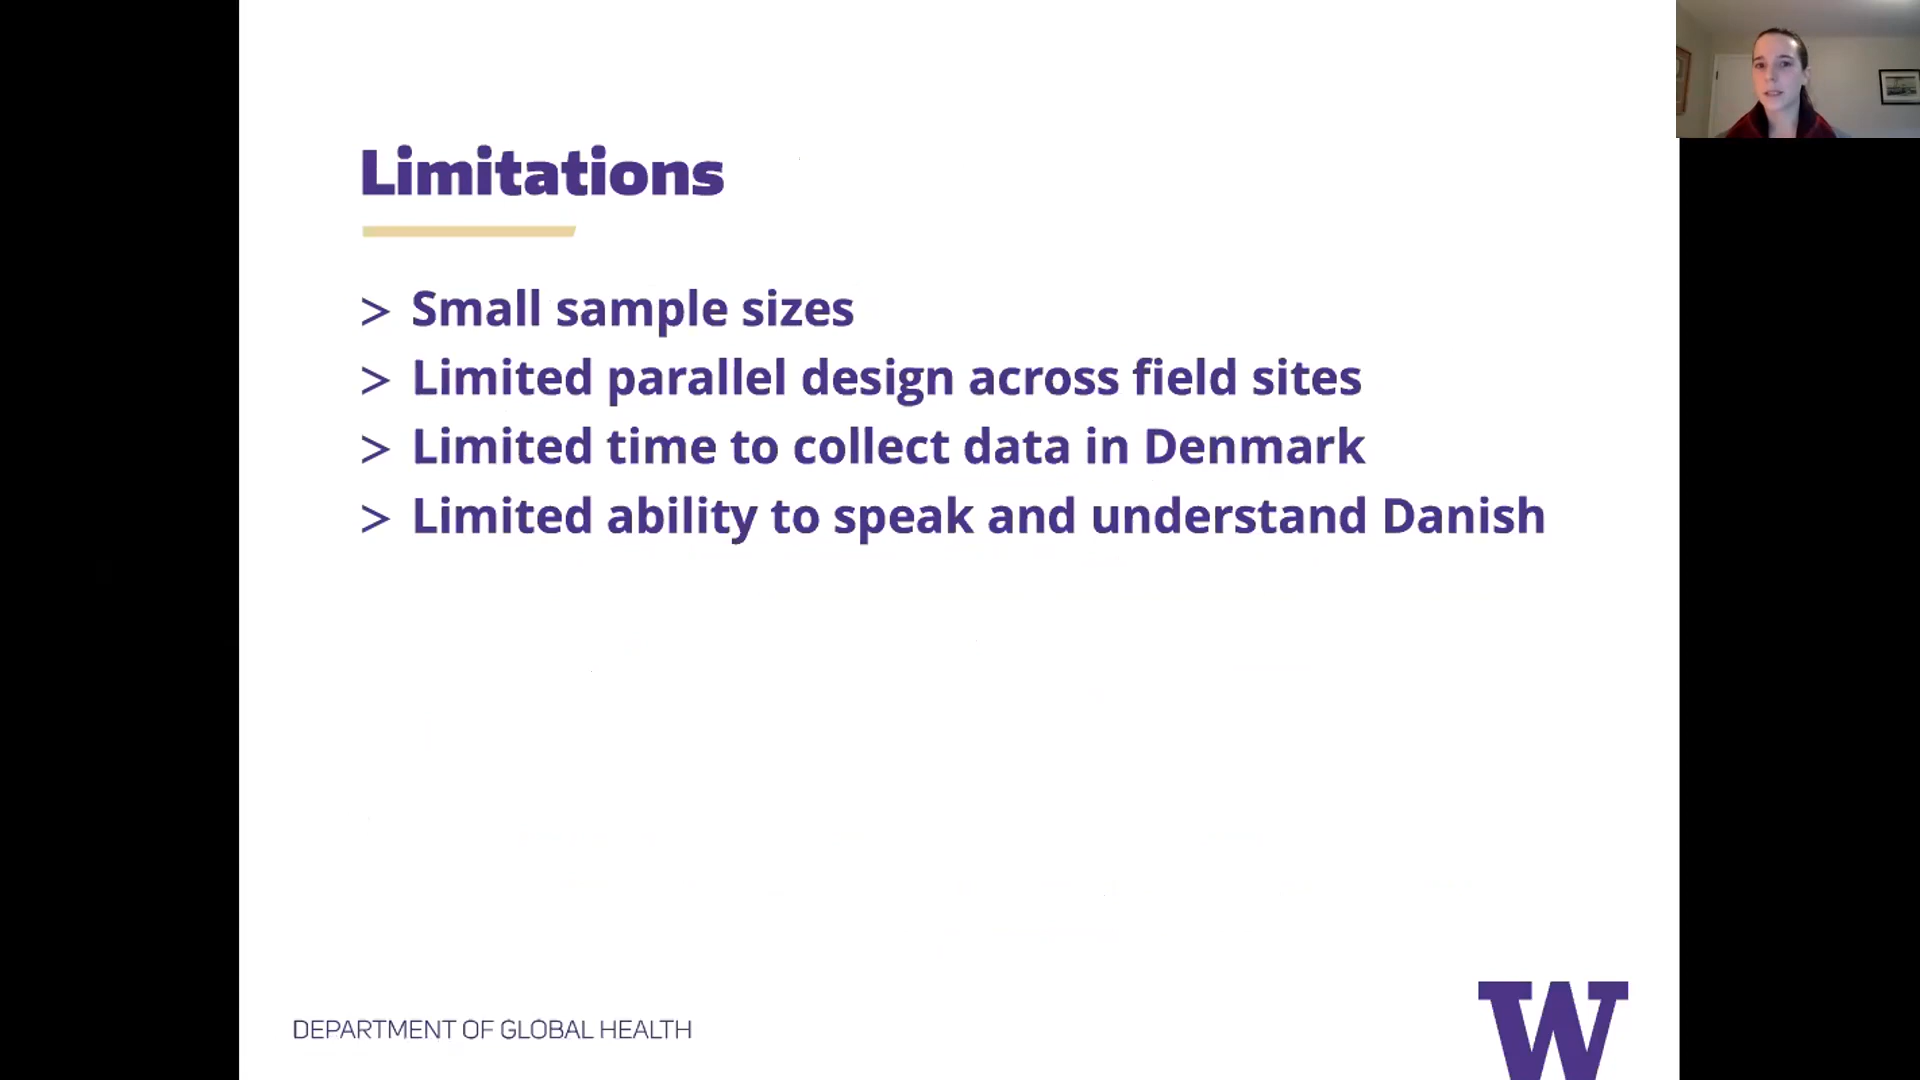 Limitations
> Small sample sizes
> Limited parallel design across field sites
> Limited time to collect data in Denmark
> Limited ability to speak and understand Danish
DEPARTMENT OF GLOBAL HEALTH
W